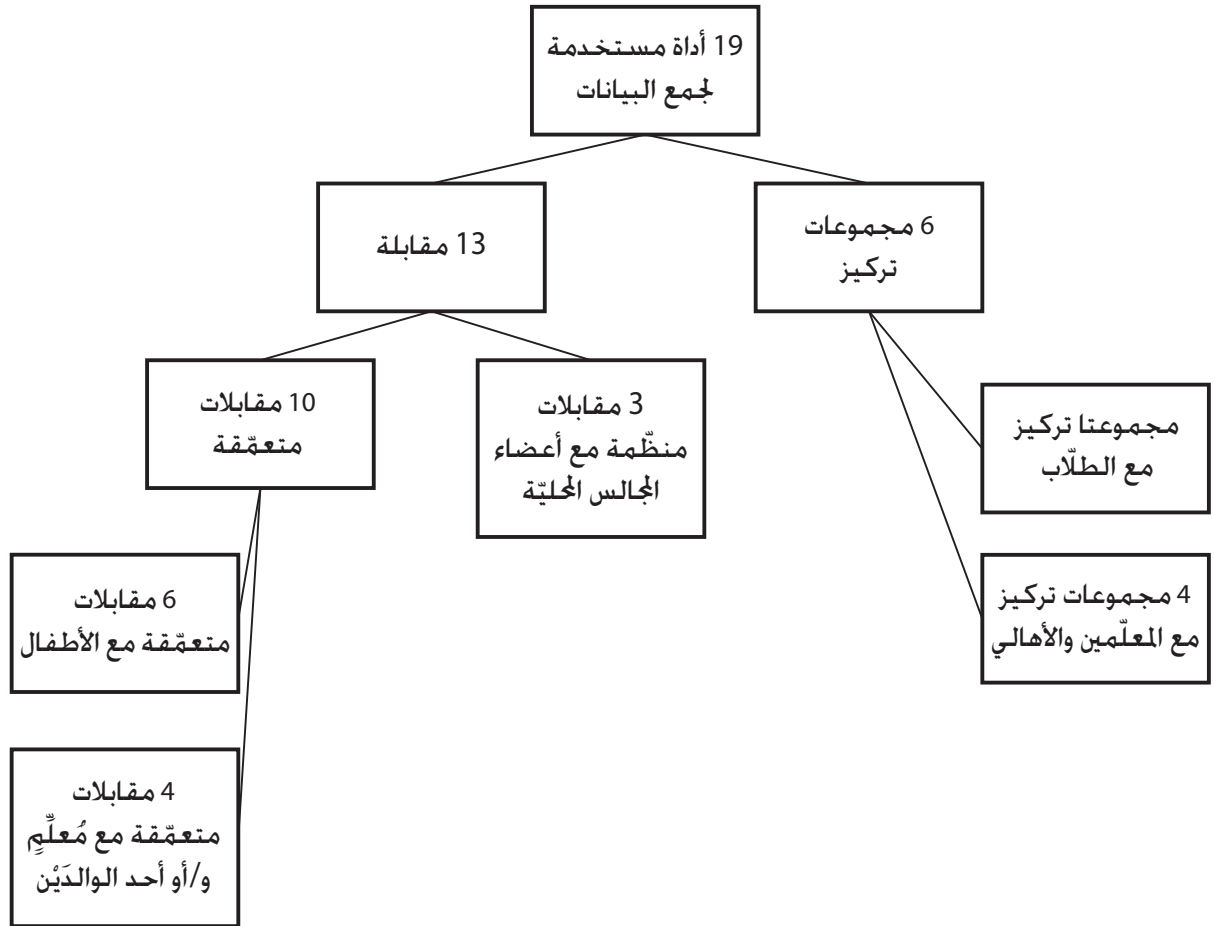 19 أداة مستخدمة
لجمع البيانات
6 مجموعات
تركيز
13 مقابلة
مجموعتا تركيز
مع الطلّاب
4 مجموعات تركيز
مع المعلّمين والأهالي
3 مقابلات
منظّمة مع أعضاء
المجالس المحليّة
10 مقابلات
متعمّقة
6 مقابلات
متعمّقة مع الأطفال
4 مقابلات
متعمّقة مع مُعلِّمٍ
و/أو أحد الوالدَيْن